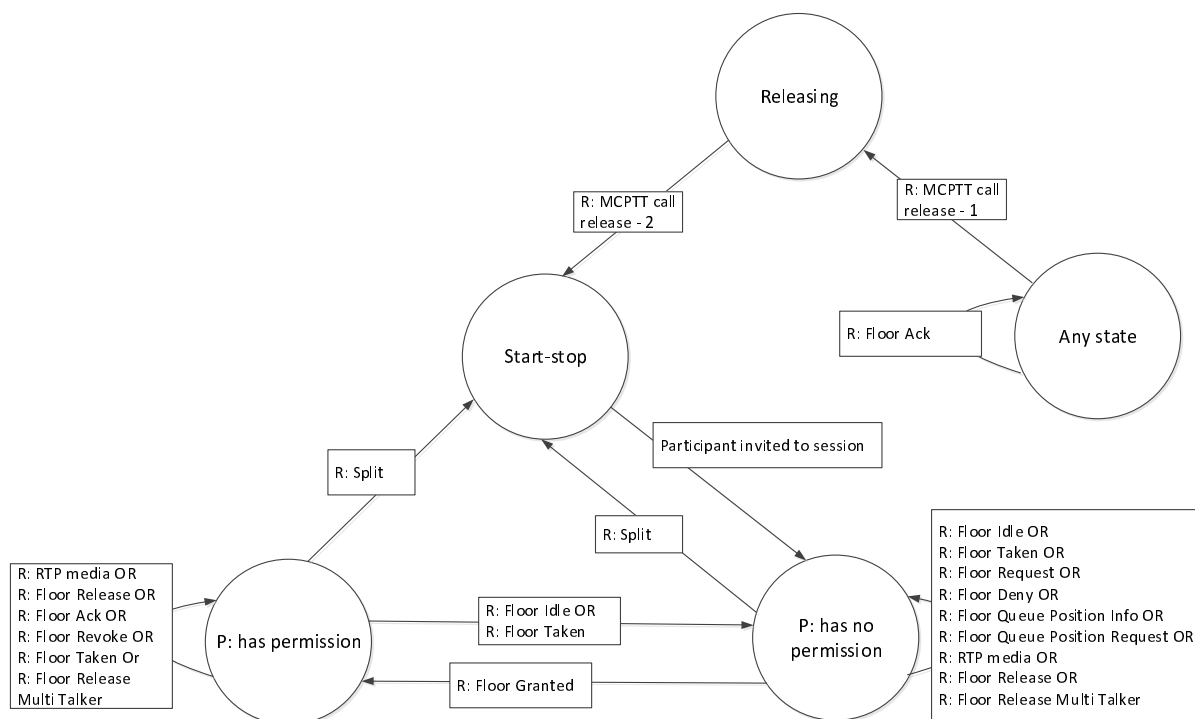 Releasing
R: MCPTT call
release - 2
R: MCPTT call
release - 1
Start-stop
R: Floor Ack
Any state
Participant invited to session
R: Split
R: Split
R: RTP media OR
R: Floor Release OR
R: Floor Ack OR
R: Floor Revoke OR
R: Floor Taken Or
R: Floor Release
Multi Talker
P: has permission
R: Floor Idle OR
R: Floor Taken
R: Floor Granted
P: has no
permission
R: Floor Idle OR
R: Floor Taken OR
R: Floor Request OR
R: Floor Deny OR
R: Floor Queue Position Info OR
R: Floor Queue Position Request OR
R: RTP media OR
R: Floor Release OR
R: Floor Release Multi Talker